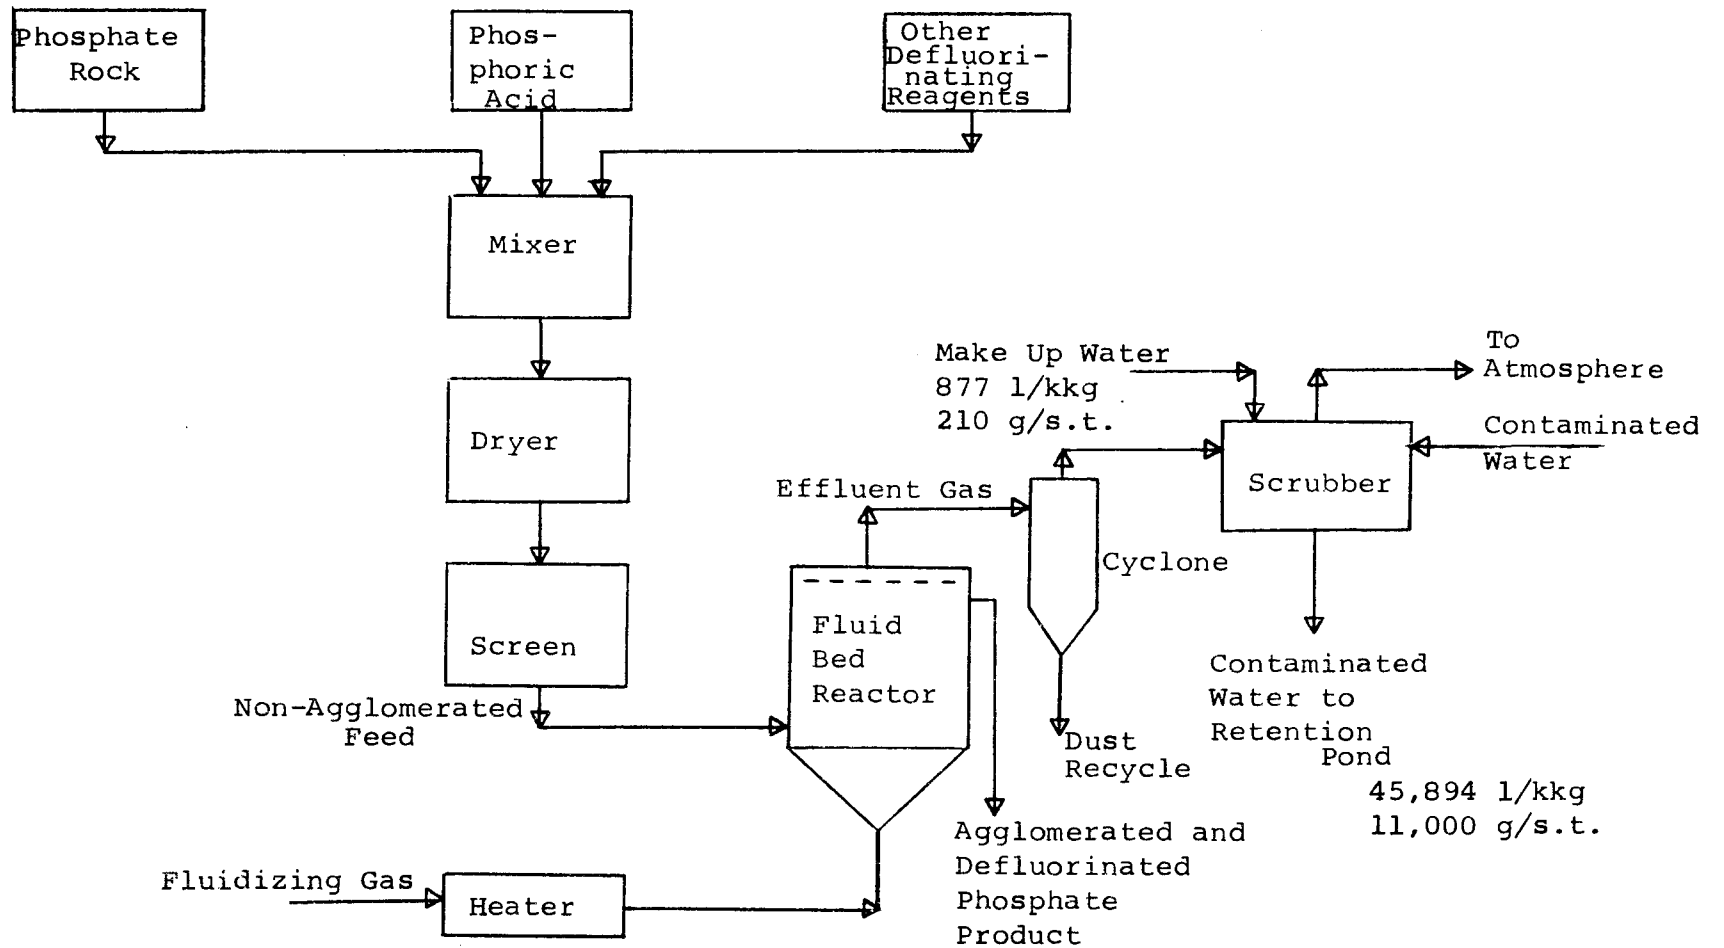 Phosphate
Rock
Phos-
phoric
Acid
Other
Defluori-
nating
Reagents
Mixer
Dryer
Screen
Non-Agglomerated
Feed
Fluidizing Gas
Heater
Fluid
Bed
Reactor
Effluent Gas
Cyclone
Dust
Recycle
Agglomerated and
Defluorinated
Phosphate
Product
Make Up Water
877 l/kkg
210 g/s.t.
To
Atmosphere
Contaminated
Water
Scrubber
Contaminated
Water to
Retention
Pond
45,894 l/kkg
11,000 g/s.t.